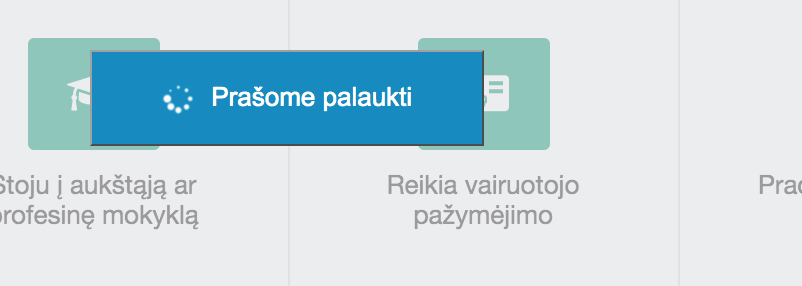 Prašome palaukti
Stoju į aukštąją ar
profesinę mokyklą
Reikia vairuotojo
pažymėjimo